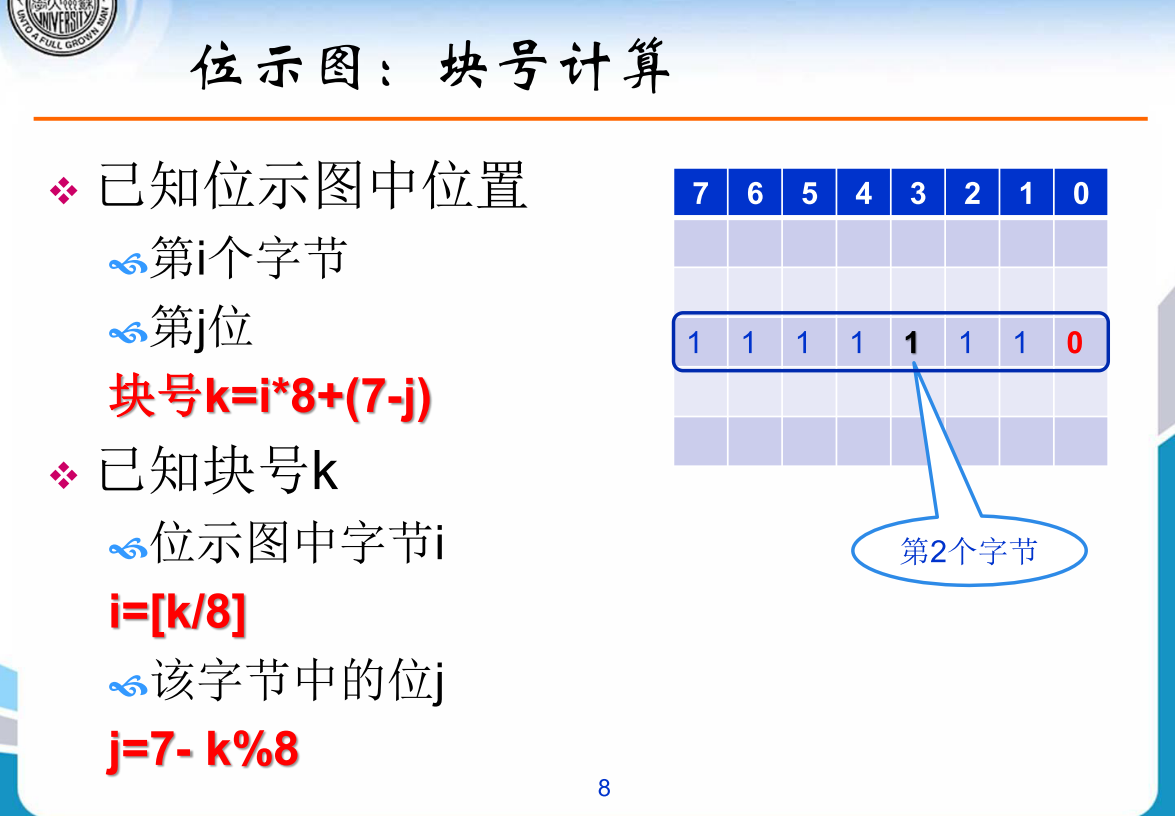 UNTO A FULL GROWN MAN
UNIVERSITY
位示图：块号计算
已知位示图中位置
第i个字节
第j位
块号k=i*8+(7-j)
已知块号k
位示图中字节i
i=[k/8]
该字节中的位j
j=7- k%8
7 6 5 4 3 2 1 0
1 1 1 1 1 1 1 0
第2个字节
8